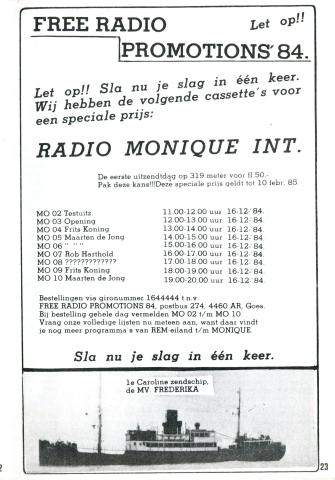 FREE RADIO
Let op!!
PROMOTIONS'84.
Let op!! Sla nu je slag in één keer.
Wij hebben de volgende cassette's voor
een speciale prijs:
RADIO MONIQUE INT.
De eerste uitzendtdag op 319 meter voor fl 50.-
Pak deze kans!!!Deze speciale prijs geldt tot 10 febr. 85
MO 02 Testuitz. 11.00-12.00 uur 16-12/ 84.
MO 03 Opening 12.00-13.00 uur 16-12/ 84.
MO 04 Frits Koning 13.00-14.00 uur 16-12/ 84.
MO 05 Maarten de Jong 14.00-15.00 uur 16-12/ 84.
MO 06 " " " 15.00-16.00 uur 16-12/ 84.
MO 07 Rob Harthold 16.00-17.00 uur 16-12/ 84.
MO 08 ???????????? 17.00-18.00 uur 16-12/ 84.
MO 09 Frits Koning 18.00-19.00 uur 16-12/ 84.
MO 10 Maarten de Jong 19.00-20.00 uur 16-12/ 84.
Bestellingen via gironummer 1644444 t.n.v.
FREE RADIO PROMOTIONS 84, postbus 274, 4460 AR, Goes.
Bij bestelling gehele dag vermelden MO 02 t/m MO 10.
Vraag onze volledige lijsten nu meteen aan, want daar vindt
je nog meer programma's van REM-eiland t/m MONIQUE.
Sla nu je slag in één keer.
1e Caroline zendschip,
de MV. FREDERIKA
2
23